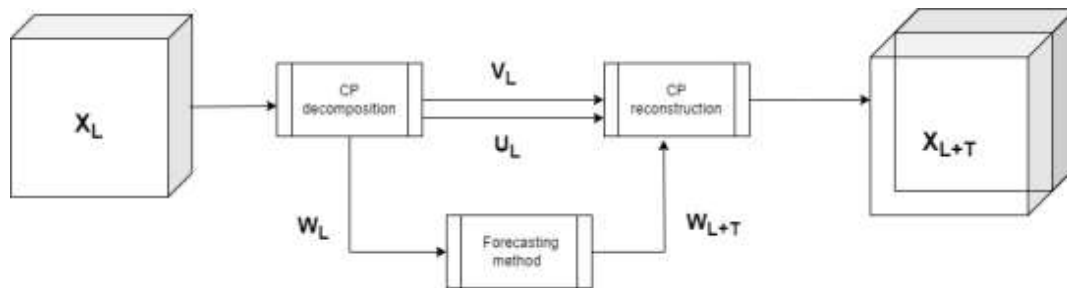 X_L
CP
decomposition
V_L
U_L
CP
reconstruction
X_L+T
W_L
Forecasting
method
W_L+T